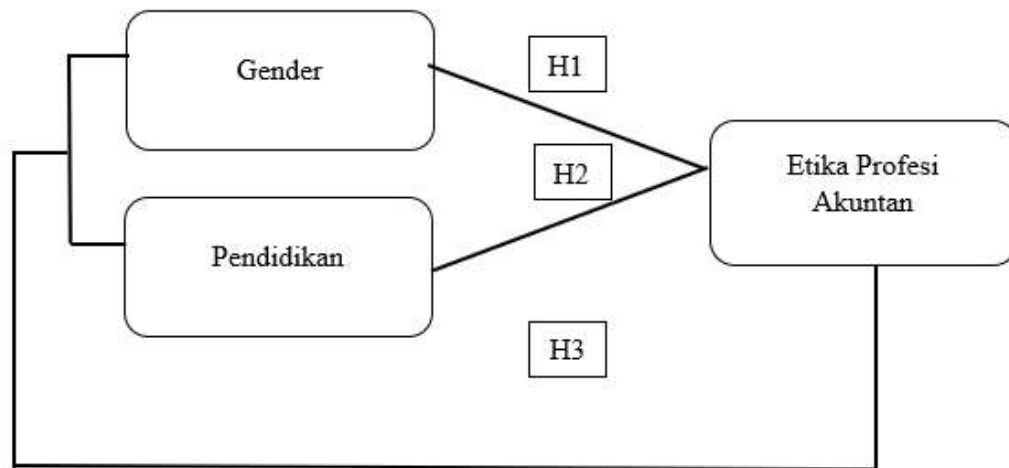 Gender
H1
H2
Etika Profesi
Akuntan
Pendidikan
H3